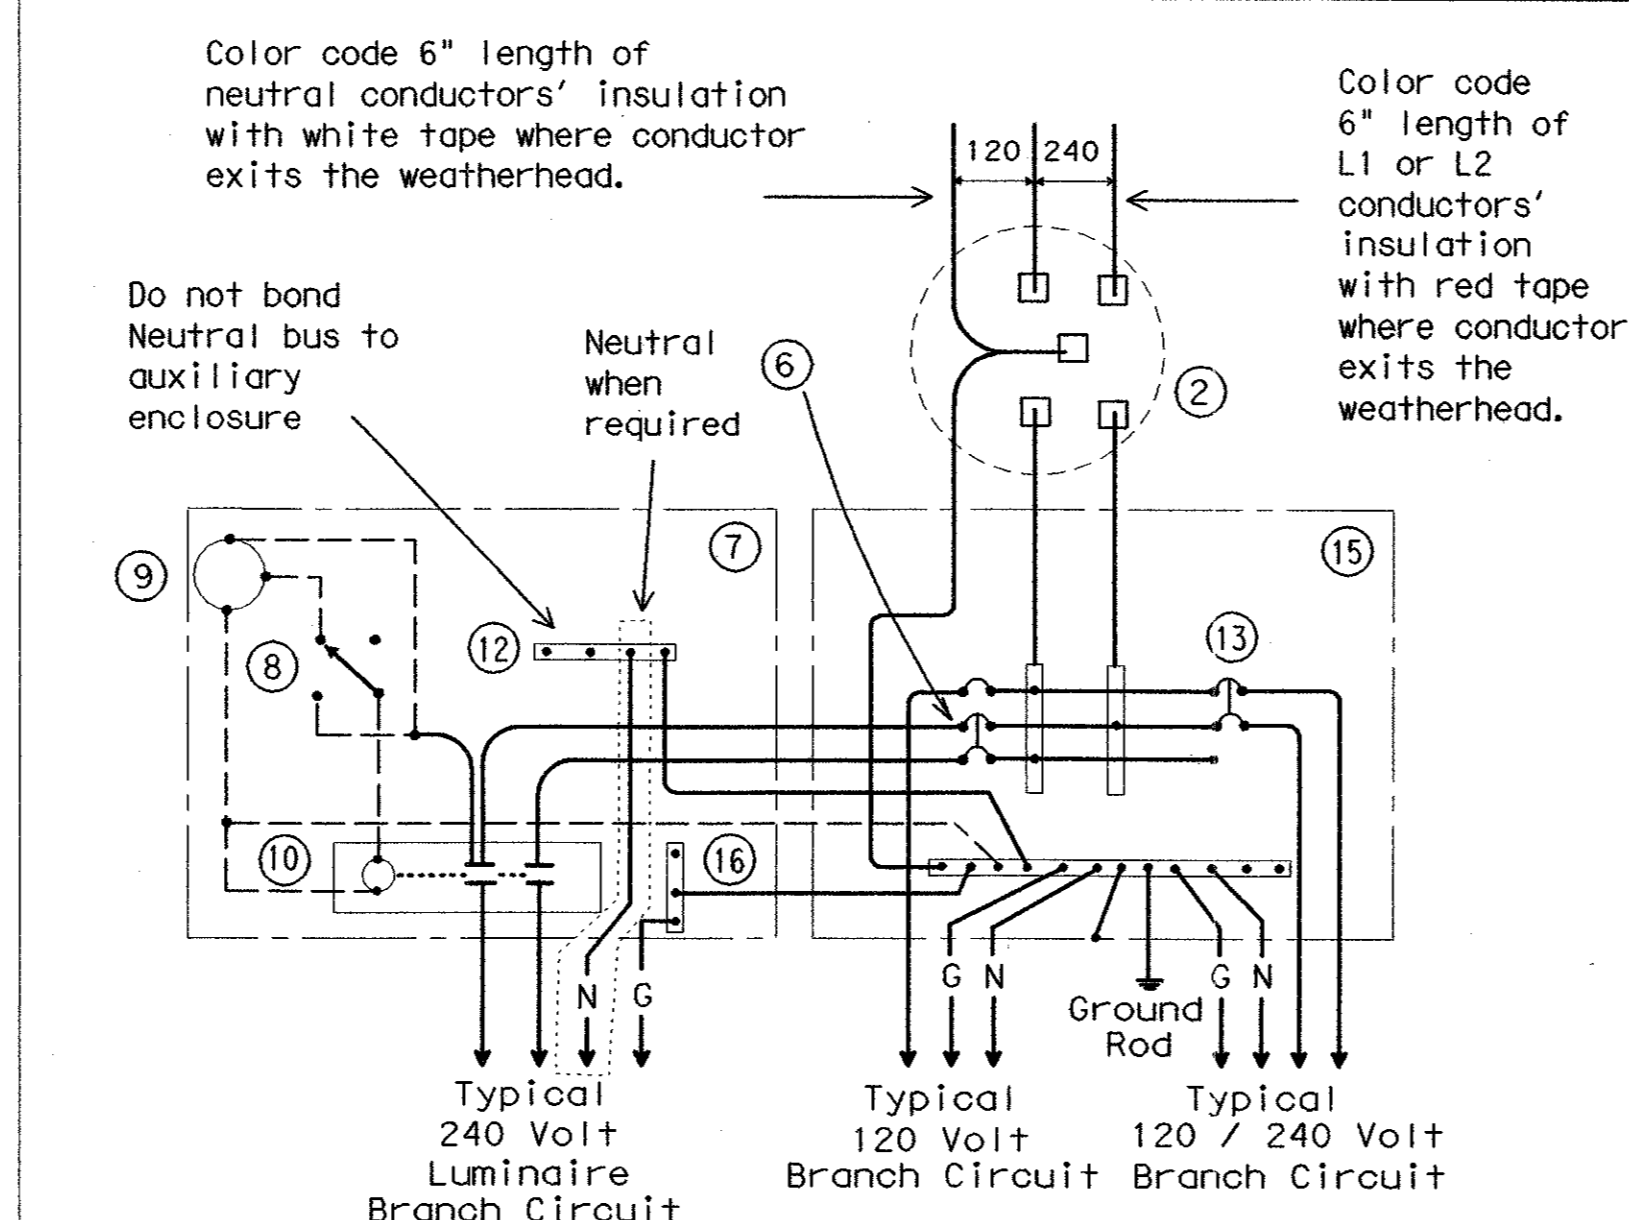 Color code 6" length of
neutral conductors' insulation
with white tape where conductor
exits the weatherhead.
Color code
6" length of
L1 or L2
conductors'
insulation
with red tape
where conductor
exits the
weatherhead.
120 240
Do not bond
Neutral bus to
auxiliary
enclosure
Neutral
when
required
6
2
9
7
15
8
12
13
10
16
N G
G N
G N
Ground
Rod
Typical
240 Volt
Luminaire
Branch Circuit
Typical
120 Volt
Branch Circuit
Typical
120 / 240 Volt
Branch Circuit